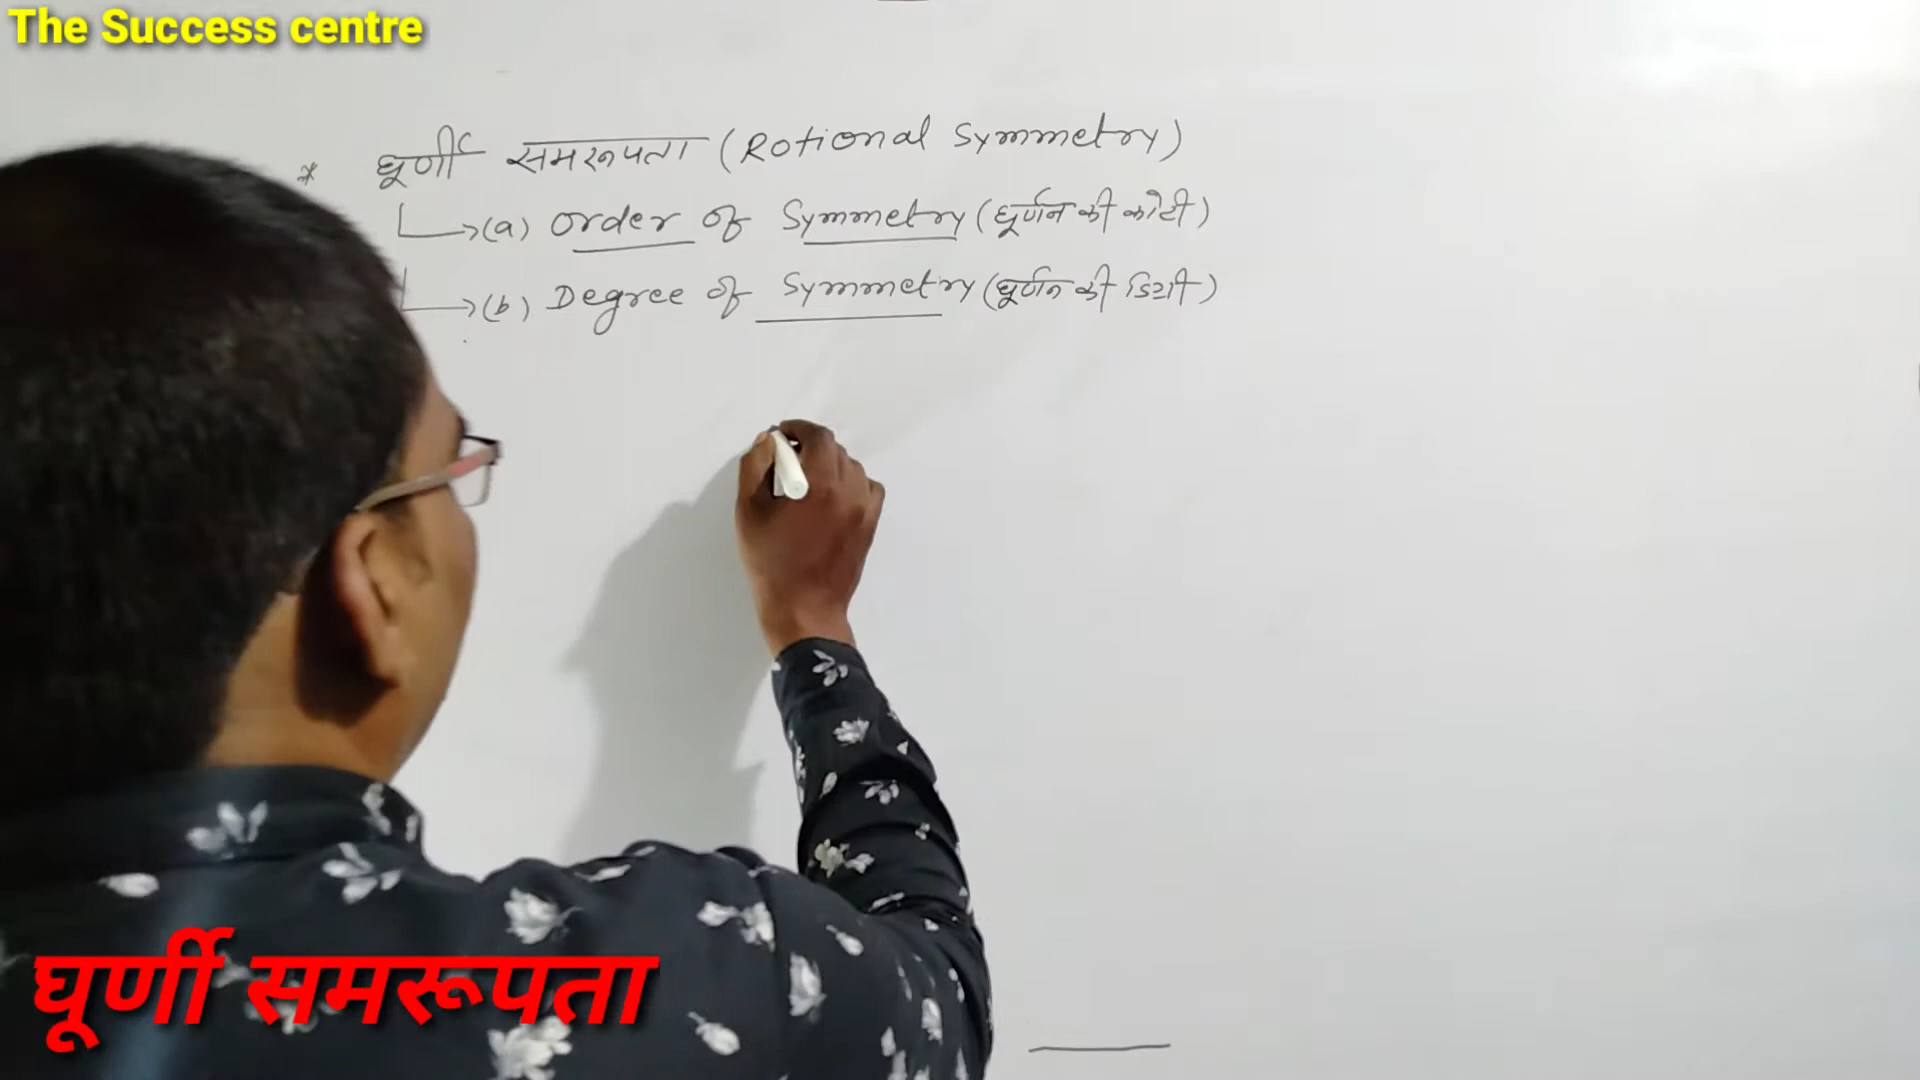 The Success centre
* घूर्णी समरूपता (Rotional Symmetry)
(a) Order of Symmetry (घूर्णन की कोटी)
(b) Degree of Symmetry (घूर्णन की डिग्री)
घूर्णी समरूपता